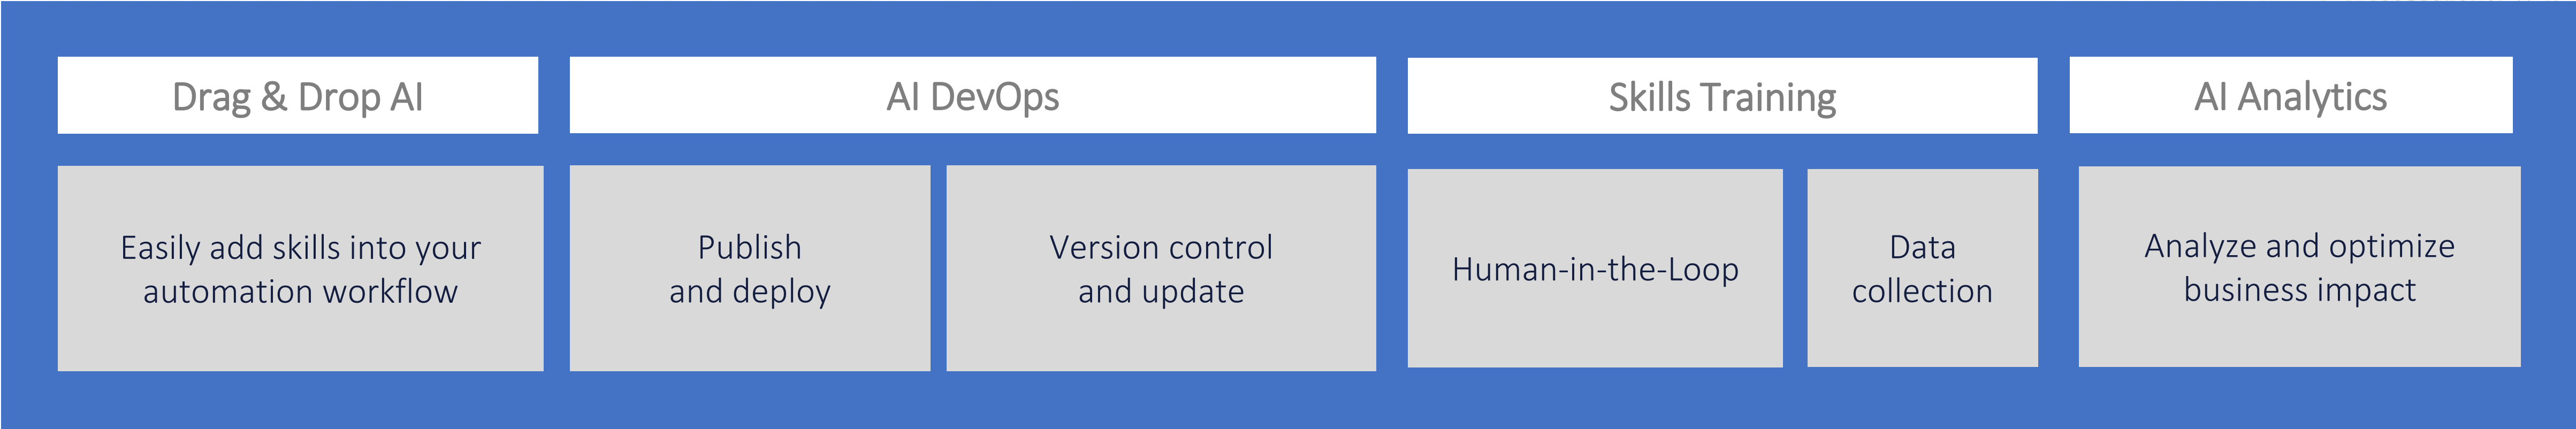 Drag & Drop AI
AI DevOps
Skills Training
AI Analytics
Easily add skills into your
automation workflow
Publish
and deploy
Version control
and update
Human-in-the-Loop
Data
collection
Analyze and optimize
business impact